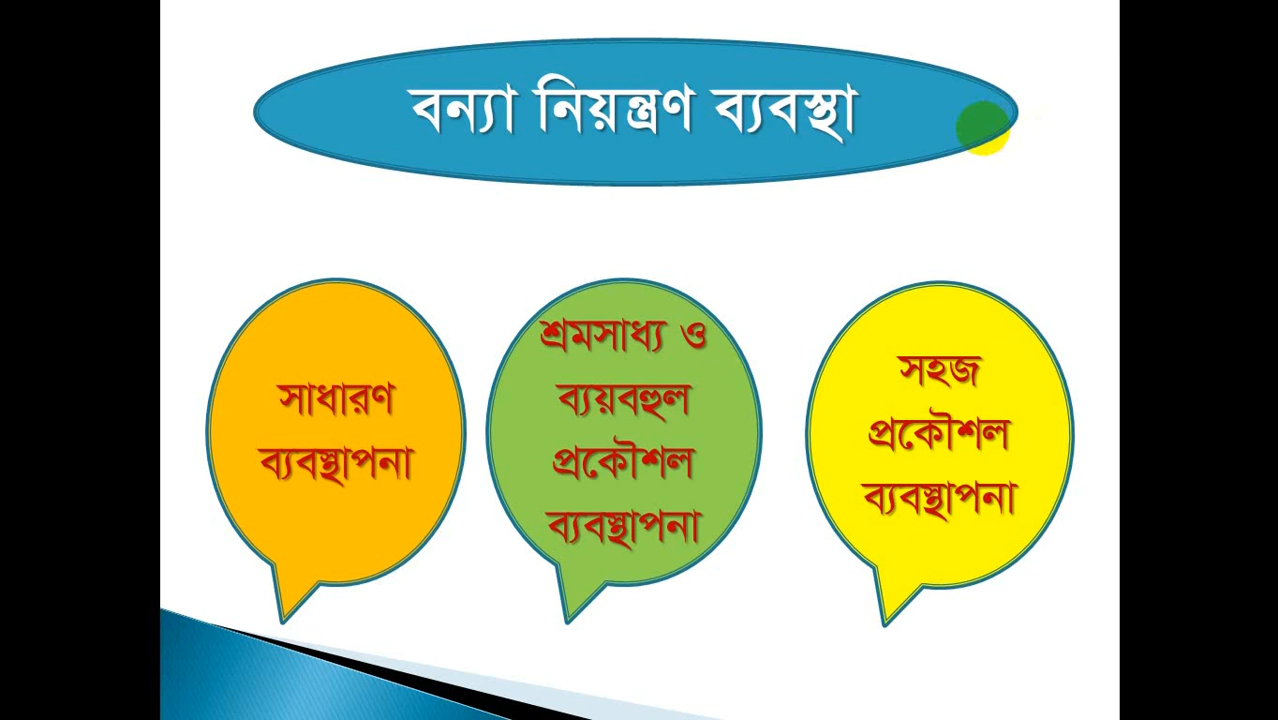 বন্যা নিয়ন্ত্রণ ব্যবস্থা
সাধারণ
ব্যবস্থাপনা
শ্রমসাধ্য ও
ব্যয়বহুল
প্রকৌশল
ব্যবস্থাপনা
সহজ
প্রকৌশল
ব্যবস্থাপনা